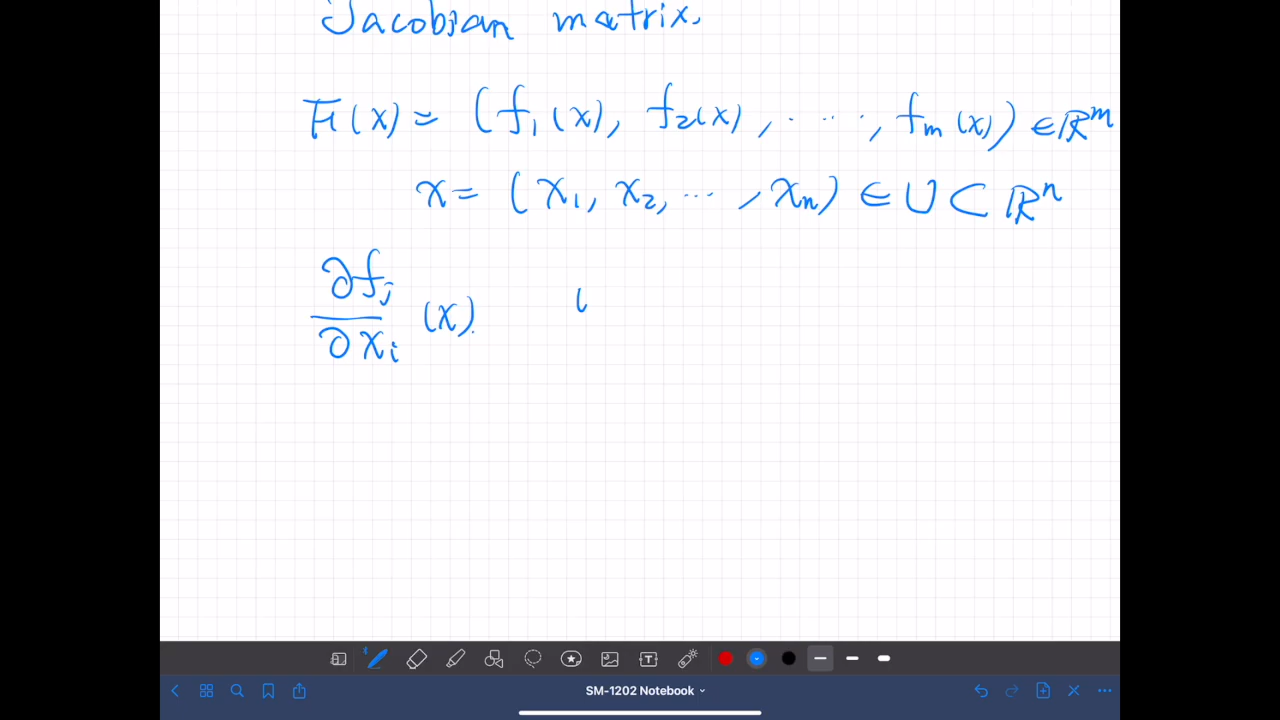 Jacobian matrix.
F(x) = (f₁(x), f₂(x), ....., fₘ(x)) ∈ ℝᵐ
x = (x₁, x₂, ... , xₙ) ∈ U ⊂ ℝⁿ
∂fⱼ/∂xᵢ (x). (
SM-1202 Notebook